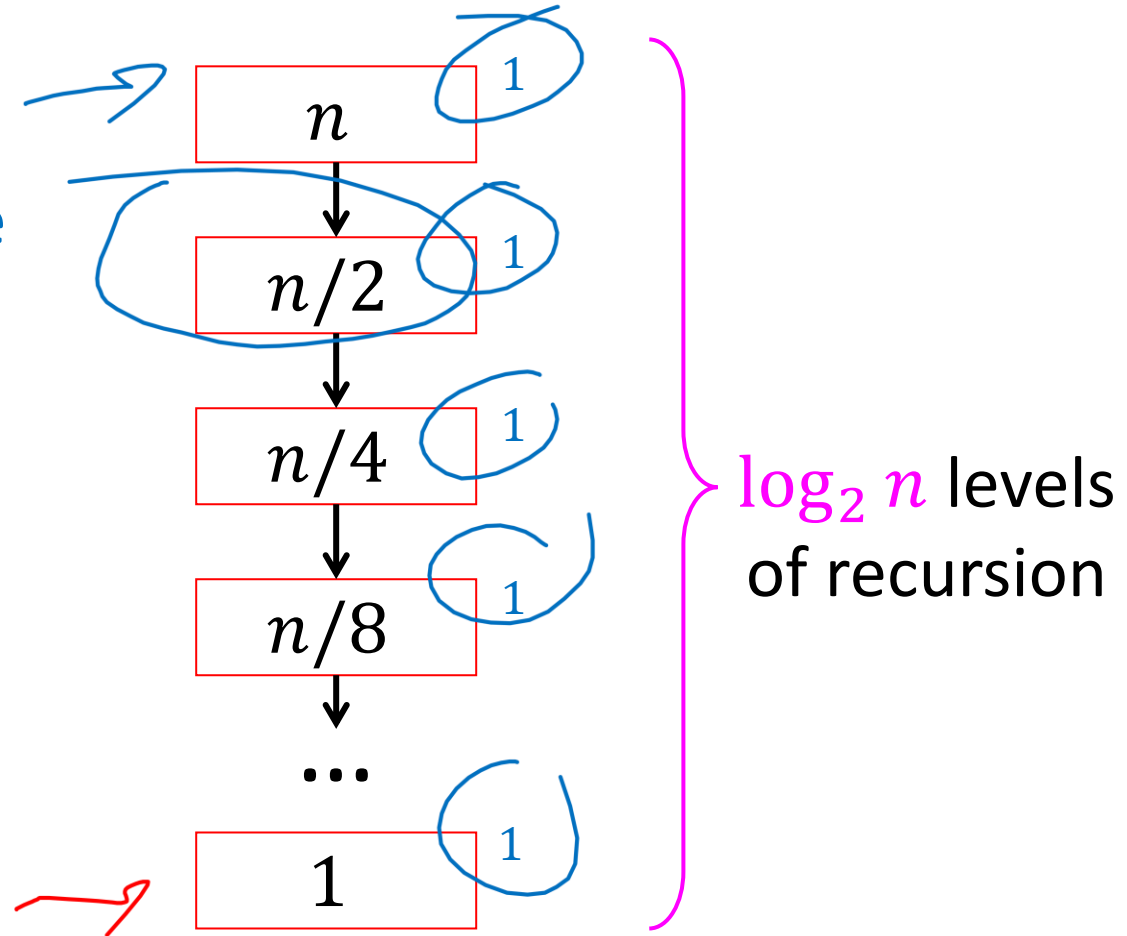 n 1
n/2 1
n/4 1
n/8 1
...
1 1
log₂ n levels
of recursion